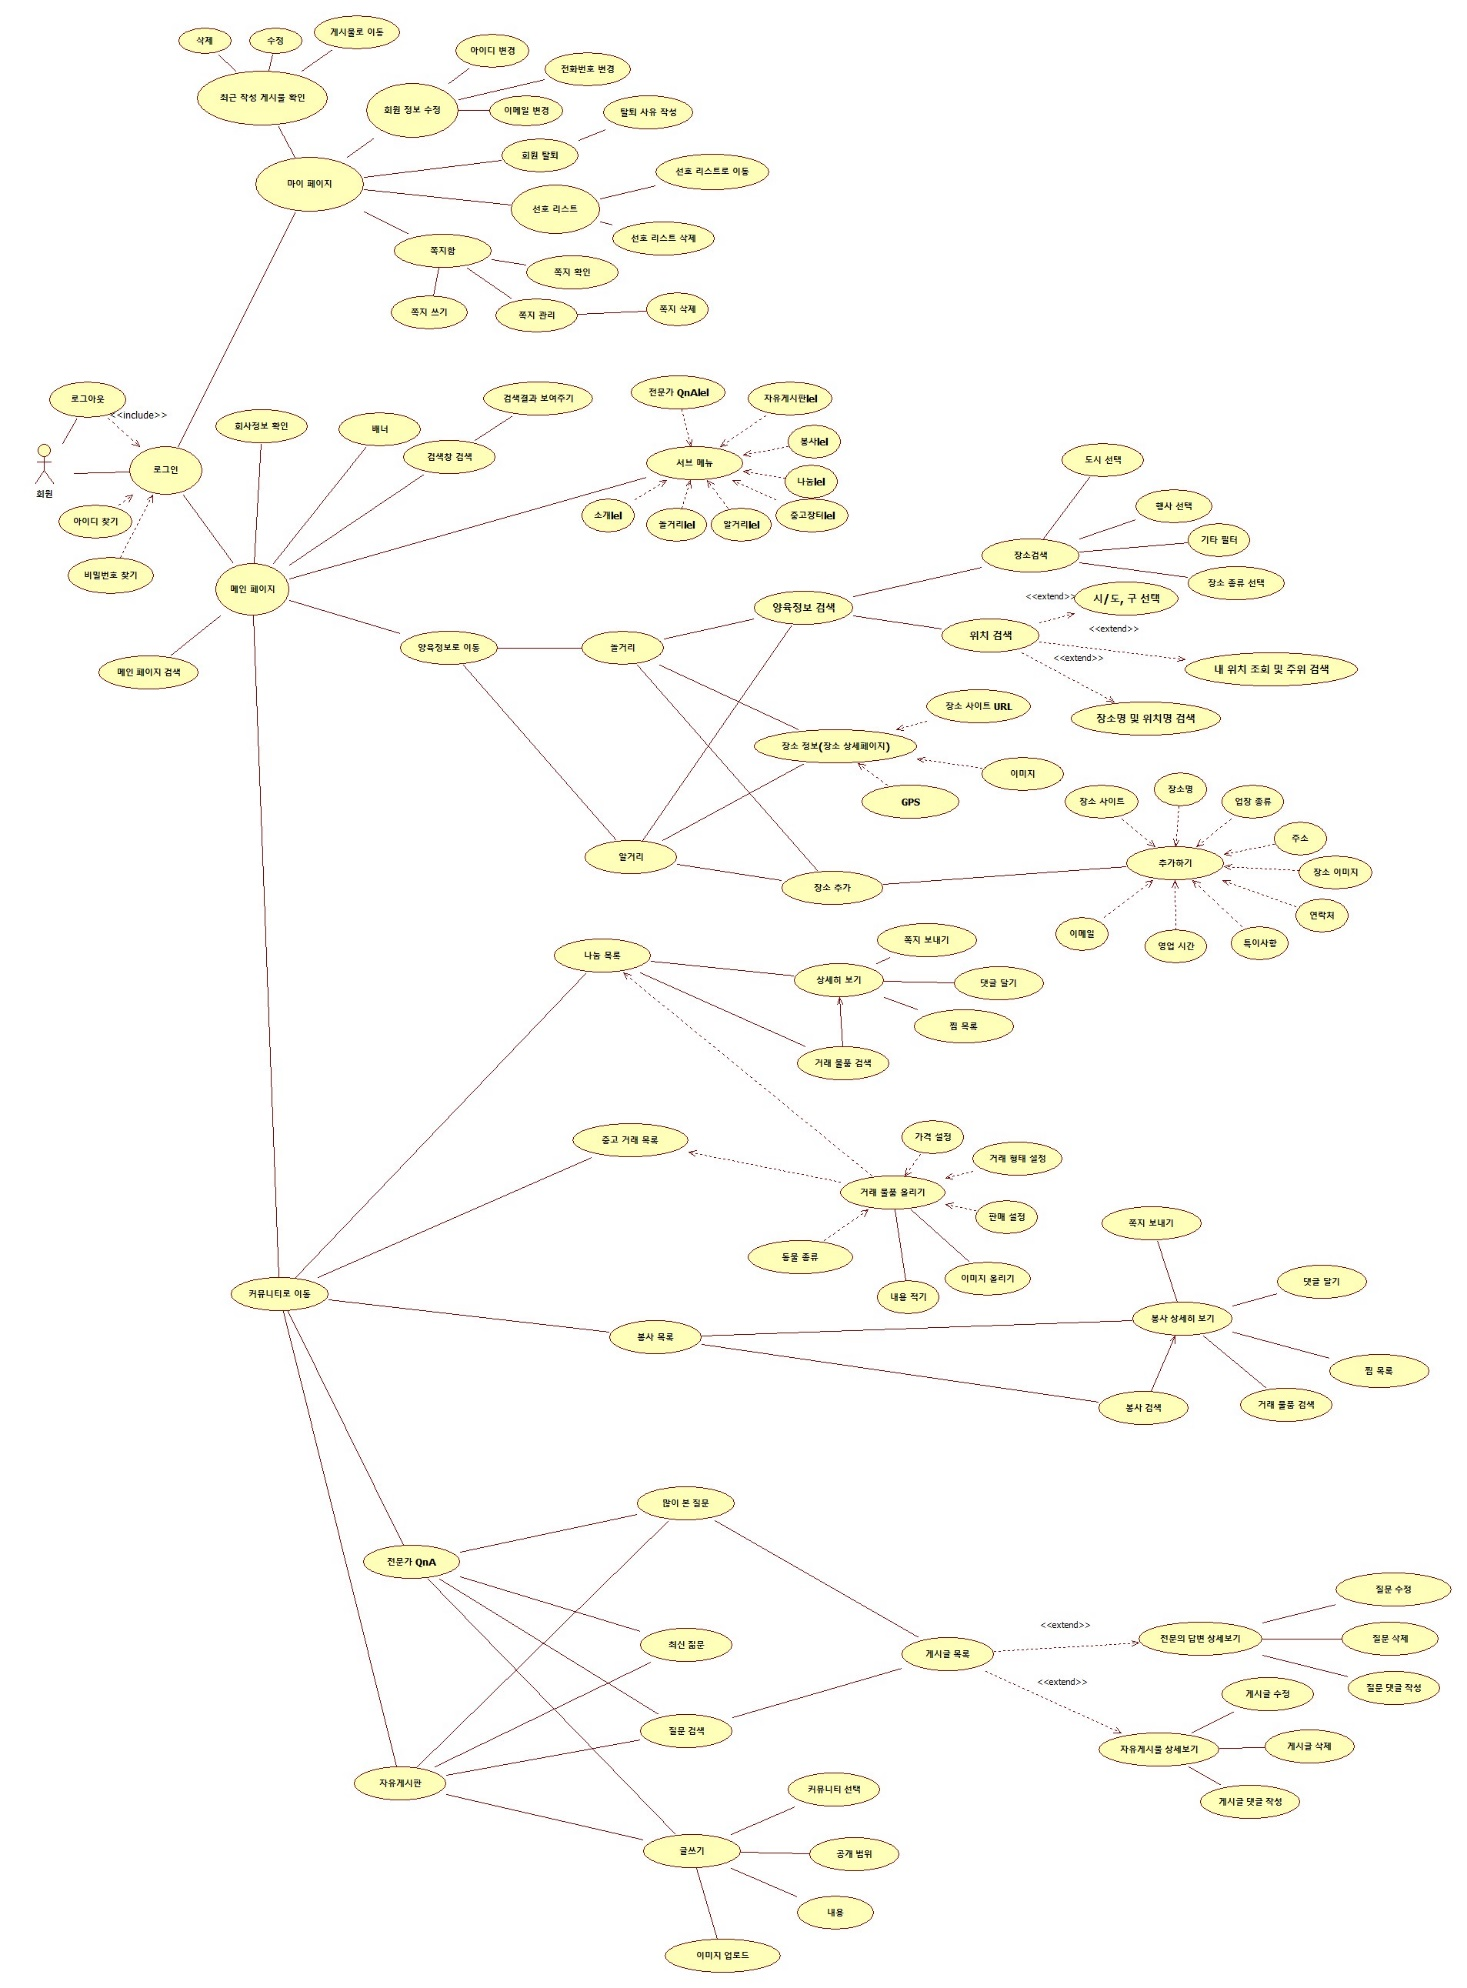 삭제
수정
게시물로 이동
최근 작성 게시물 확인
아이디 변경
전화번호 변경
회원 정보 수정
이메일 변경
탈퇴 사유 작성
회원 탈퇴
마이 페이지
선호 리스트로 이동
선호 리스트
선호 리스트 삭제
쪽지함
쪽지 확인
쪽지 쓰기
쪽지 관리
쪽지 삭제
로그아웃
<<include>>
회사정보 확인
배너
검색결과 보여주기
검색창 검색
전문가 QnAlel
자유게시판lel
봉사lel
서브 메뉴
나눔lel
소개lel
놀거리lel
알거리lel
중고장터lel
로그인
회원
아이디 찾기
비밀번호 찾기
메인 페이지
메인 페이지 검색
도시 선택
행사 선택
기타 필터
장소검색
장소 종류 선택
양육정보 검색
<<extend>>
시/도, 구 선택
위치 검색
<<extend>>
<<extend>>
내 위치 조회 및 주위 검색
장소명 및 위치명 검색
양육정보로 이동
놀거리
장소 사이트 URL
장소 정보(장소 상세페이지)
이미지
GPS
알거리
장소 추가
장소 사이트
장소명
업장 종류
주소
추가하기
장소 이미지
연락처
이메일
영업 시간
특이사항
나눔 목록
쪽지 보내기
상세히 보기
댓글 달기
찜 목록
거래 물품 검색
중고 거래 목록
가격 설정
거래 형태 설정
거래 물품 올리기
판매 설정
동물 종류
이미지 올리기
내용 적기
커뮤니티로 이동
쪽지 보내기
댓글 달기
봉사 상세히 보기
봉사 목록
찜 목록
거래 물품 검색
봉사 검색
많이 본 질문
전문가 QnA
최신 질문
질문 검색
게시글 목록
<<extend>>
<<extend>>
전문의 답변 상세보기
질문 수정
질문 삭제
질문 댓글 작성
게시글 수정
자유게시물 상세보기
게시글 삭제
게시글 댓글 작성
자유게시판
커뮤니티 선택
글쓰기
공개 범위
내용
이미지 업로드